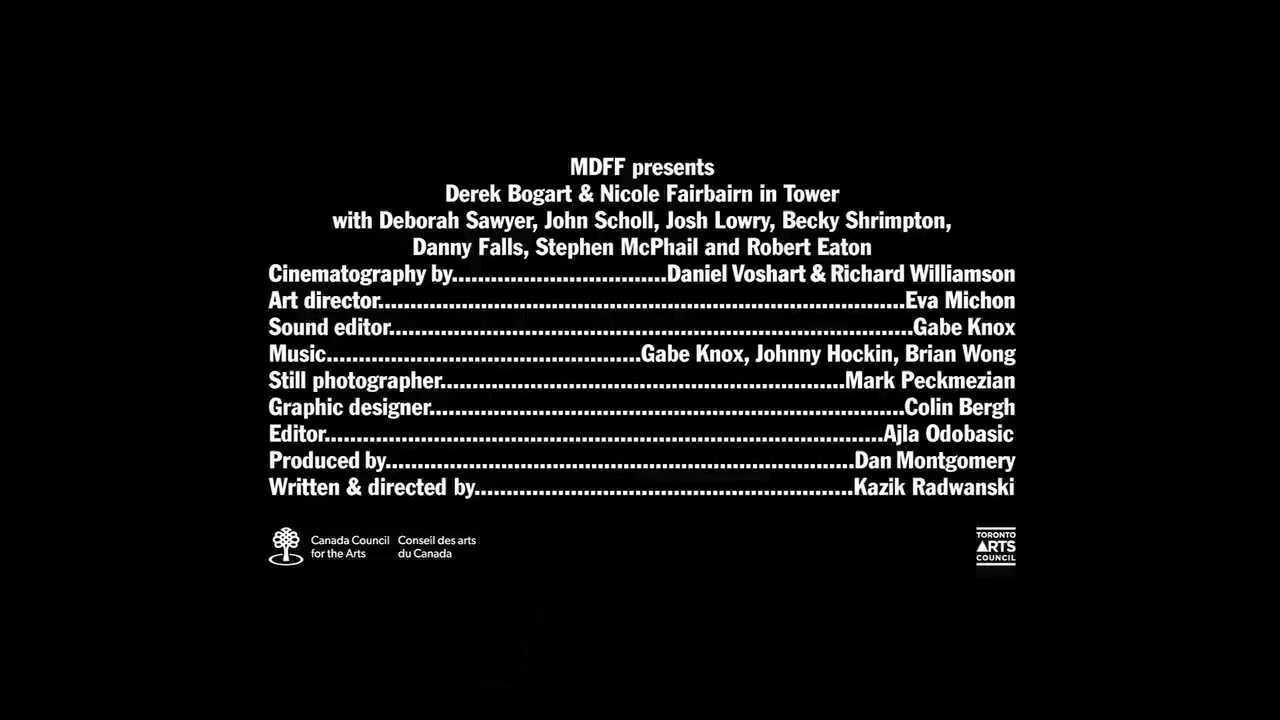 MDFF presents
Derek Bogart & Nicole Fairbairn in Tower
with Deborah Sawyer, John Scholl, Josh Lowry, Becky Shrimpton,
Danny Falls, Stephen McPhail and Robert Eaton
Cinematography by.................................Daniel Voshart & Richard Williamson
Art director..................................................................................Eva Michon
Sound editor.................................................................................Gabe Knox
Music.................................................Gabe Knox, Johnny Hockin, Brian Wong
Still photographer...............................................................Mark Peckmezian
Graphic designer..........................................................................Colin Bergh
Editor.......................................................................................Ajla Odobasic
Produced by.........................................................................Dan Montgomery
Written & directed by...........................................................Kazik Radwanski
Canada Council Conseil des arts
for the Arts du Canada
TORONTO
ARTS
COUNCIL